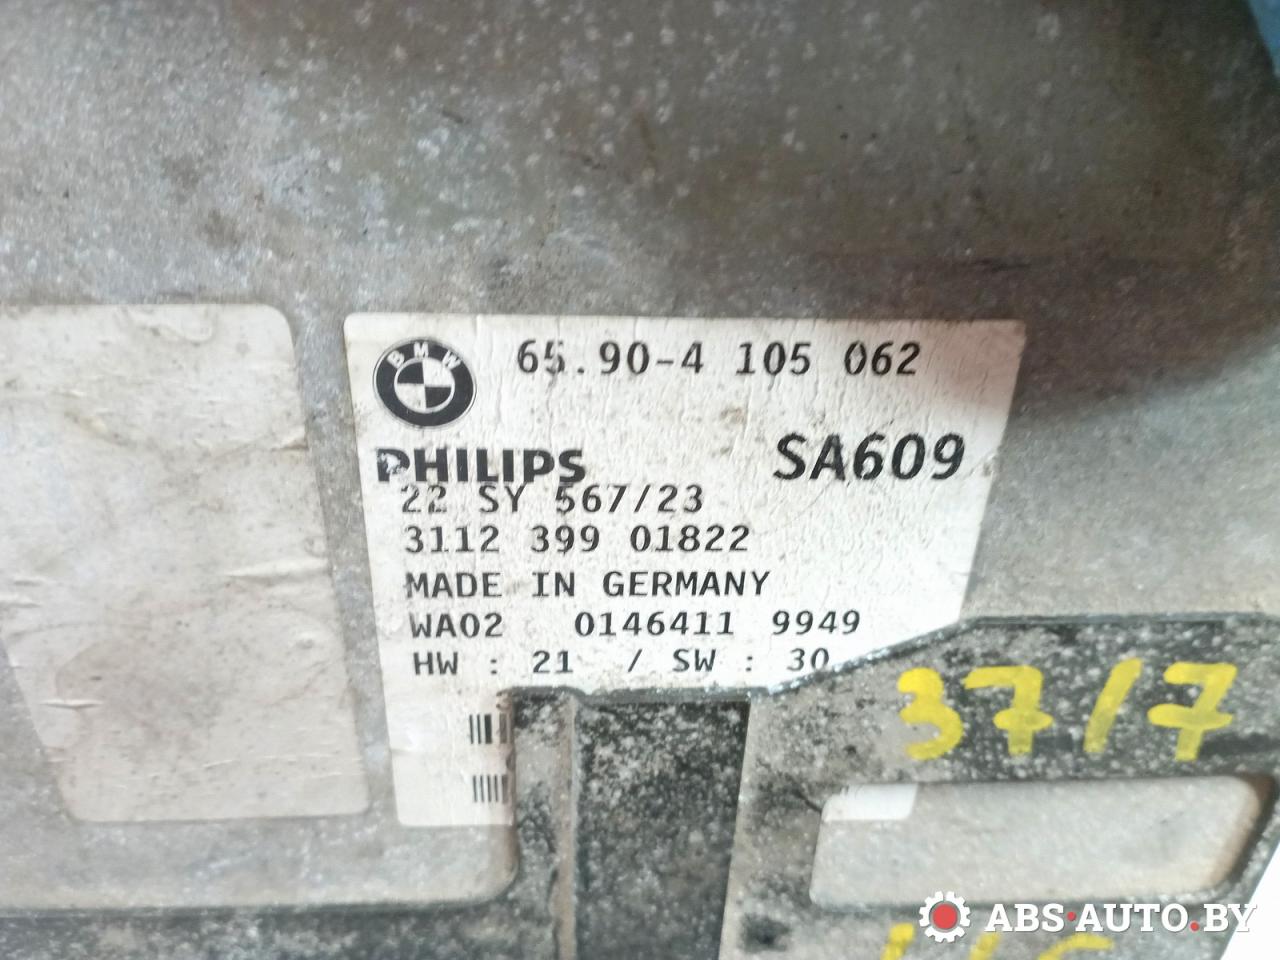 BMW
65.90-4 105 062
PHILIPS SA609
22 SY 567/23
3112 399 01822
MADE IN GERMANY
WA02 0146411 9949
HW : 21 / SW : 30
37/7
ABS-AUTO.BY